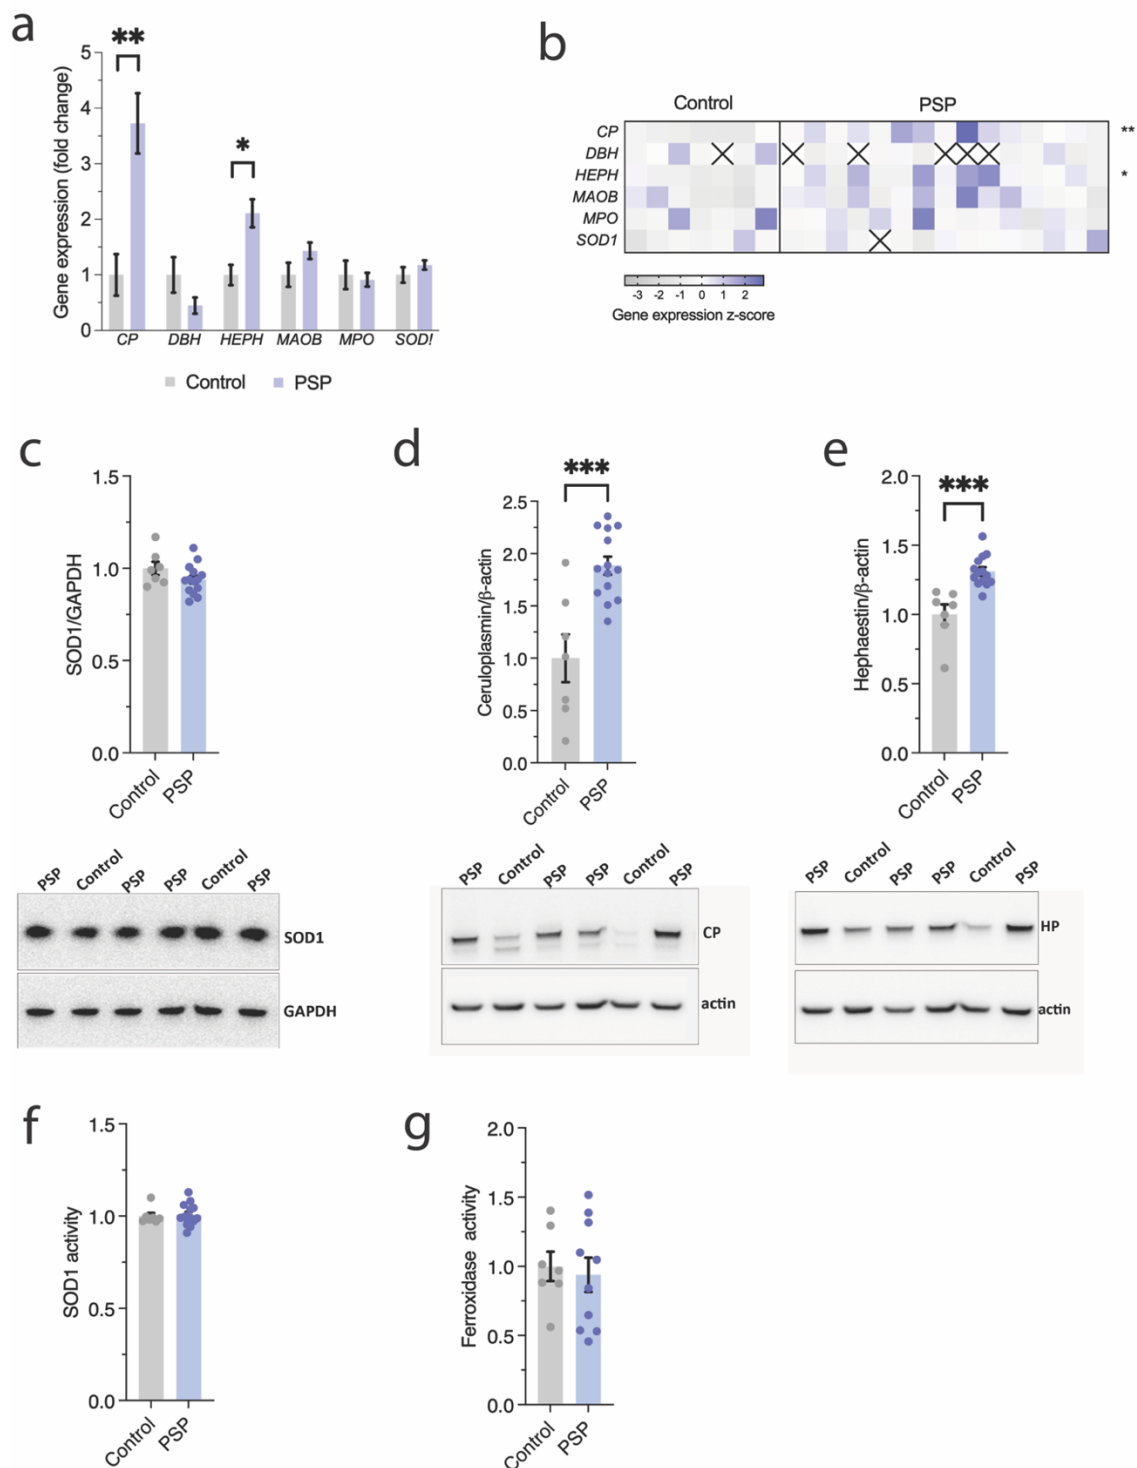 a
**
5
4
3
2
1
0
Gene expression (fold change)
*
CP DBH HEPH MAOB MPO SOD!
Control PSP
b
Control PSP
CP **
DBH
HEPH *
MAOB
MPO
SOD1
-3 -2 -1 0 1 2
Gene expression z-score
c
1.5
1.0
0.5
0.0
SOD1/GAPDH
Control PSP
PSP Control PSP PSP Control PSP
SOD1
GAPDH
d
***
2.5
2.0
1.5
1.0
0.5
0.0
Ceruloplasmin/β-actin
Control PSP
PSP Control PSP PSP Control PSP
CP
actin
e
***
2.0
1.5
1.0
0.5
0.0
Hephaestin/β-actin
Control PSP
PSP Control PSP PSP Control PSP
HP
actin
f
1.5
1.0
0.5
0.0
SOD1 activity
Control PSP
g
2.0
1.5
1.0
0.5
0.0
Ferroxidase activity
Control PSP